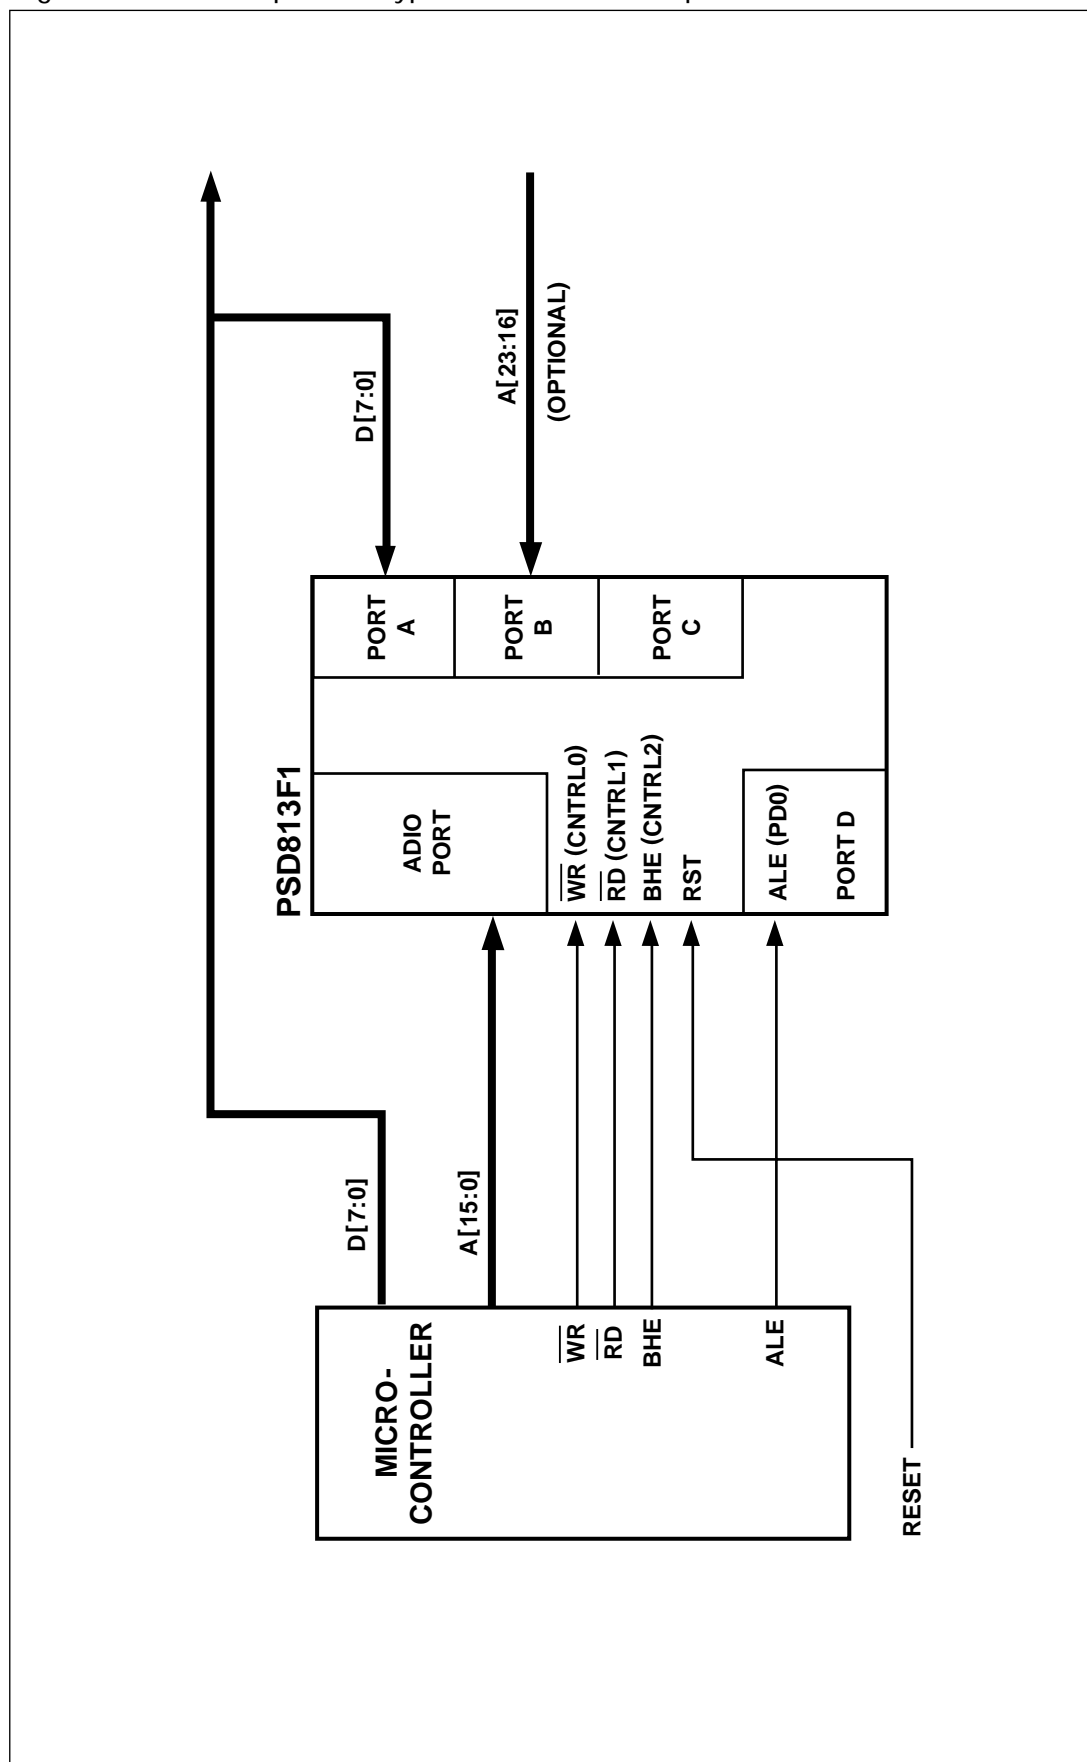 MICRO-
CONTROLLER
D[7:0]
A[15:0]
WR
RD
BHE
ALE
RESET
PSD813F1
ADIO
PORT
WR (CNTRL0)
RD (CNTRL1)
BHE (CNTRL2)
RST
ALE (PD0)
PORT D
PORT
A
PORT
B
PORT
C
D[7:0]
A[23:16]
(OPTIONAL)